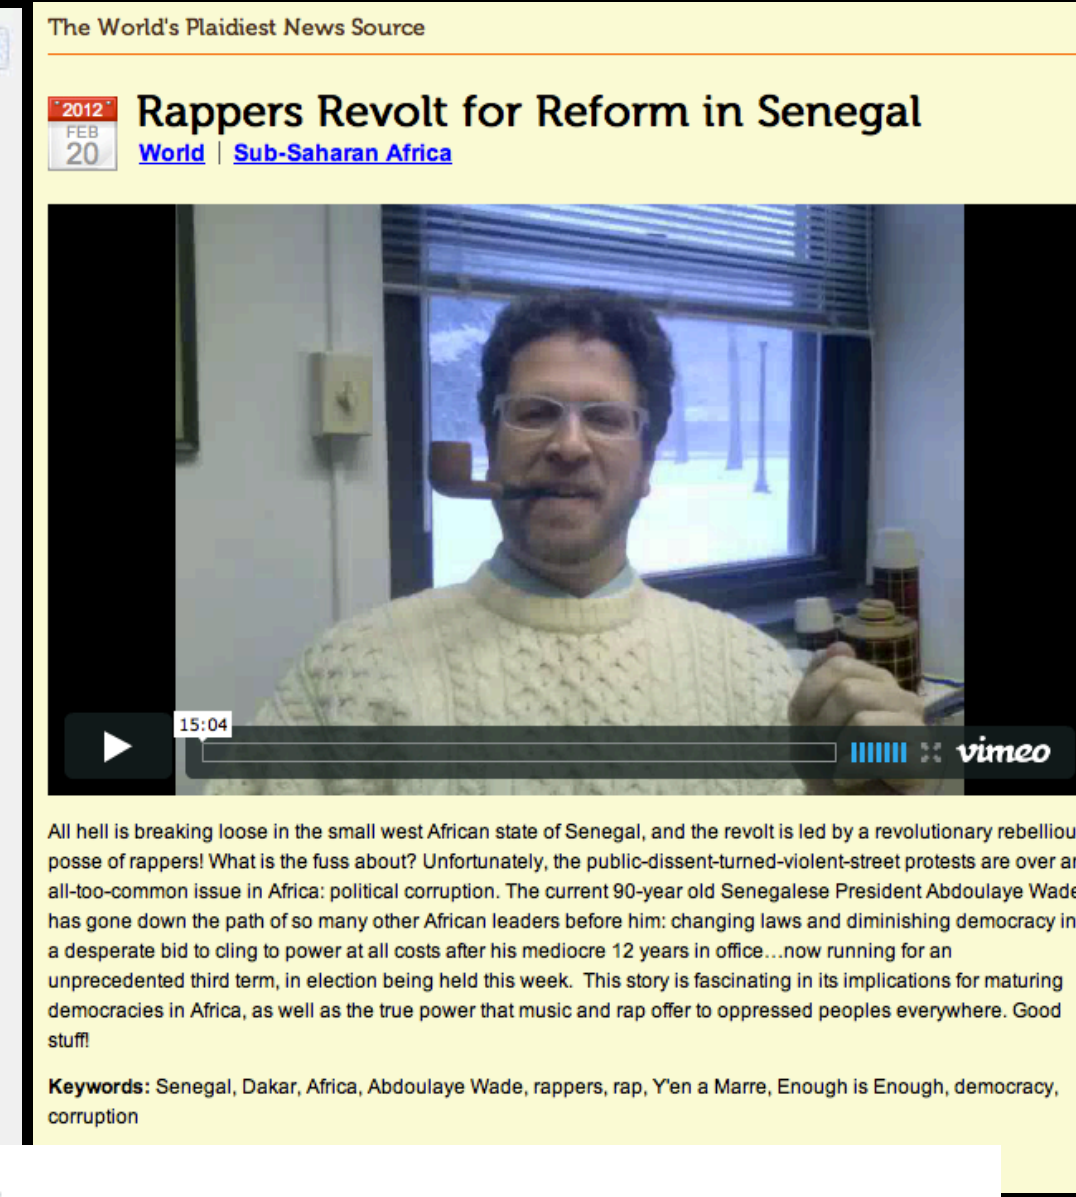 The World's Plaidiest News Source
2012
FEB
20
Rappers Revolt for Reform in Senegal
World | Sub-Saharan Africa
15:04
vimeo
All hell is breaking loose in the small west African state of Senegal, and the revolt is led by a revolutionary rebelliou
posse of rappers! What is the fuss about? Unfortunately, the public-dissent-turned-violent-street protests are over ar
all-too-common issue in Africa: political corruption. The current 90-year old Senegalese President Abdoulaye Wade
has gone down the path of so many other African leaders before him: changing laws and diminishing democracy in
a desperate bid to cling to power at all costs after his mediocre 12 years in office…now running for an
unprecedented third term, in election being held this week.  This story is fascinating in its implications for maturing
democracies in Africa, as well as the true power that music and rap offer to oppressed peoples everywhere. Good
stuff!
Keywords: Senegal, Dakar, Africa, Abdoulaye Wade, rappers, rap, Y'en a Marre, Enough is Enough, democracy,
corruption